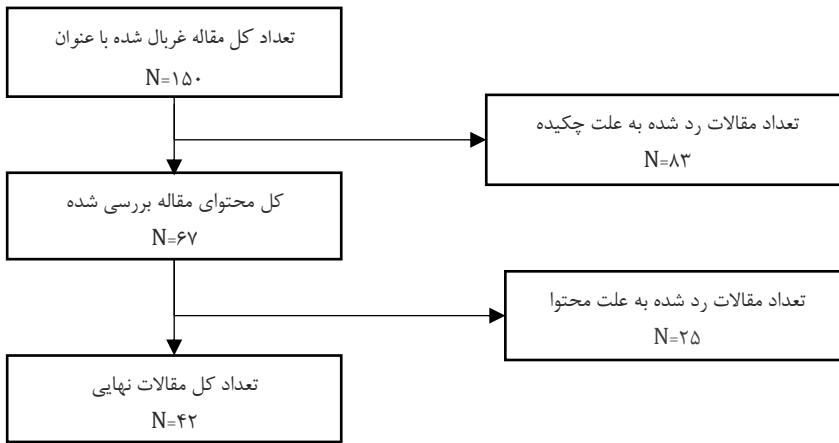 تعداد کل مقاله غربال شده با عنوان
N=۱۵۰
تعداد مقالات رد شده به علت چکیده
N=۸۳
کل محتوای مقاله بررسی شده
N=۶۷
تعداد مقالات رد شده به علت محتوا
N=۲۵
تعداد کل مقالات نهایی
N=۴۲